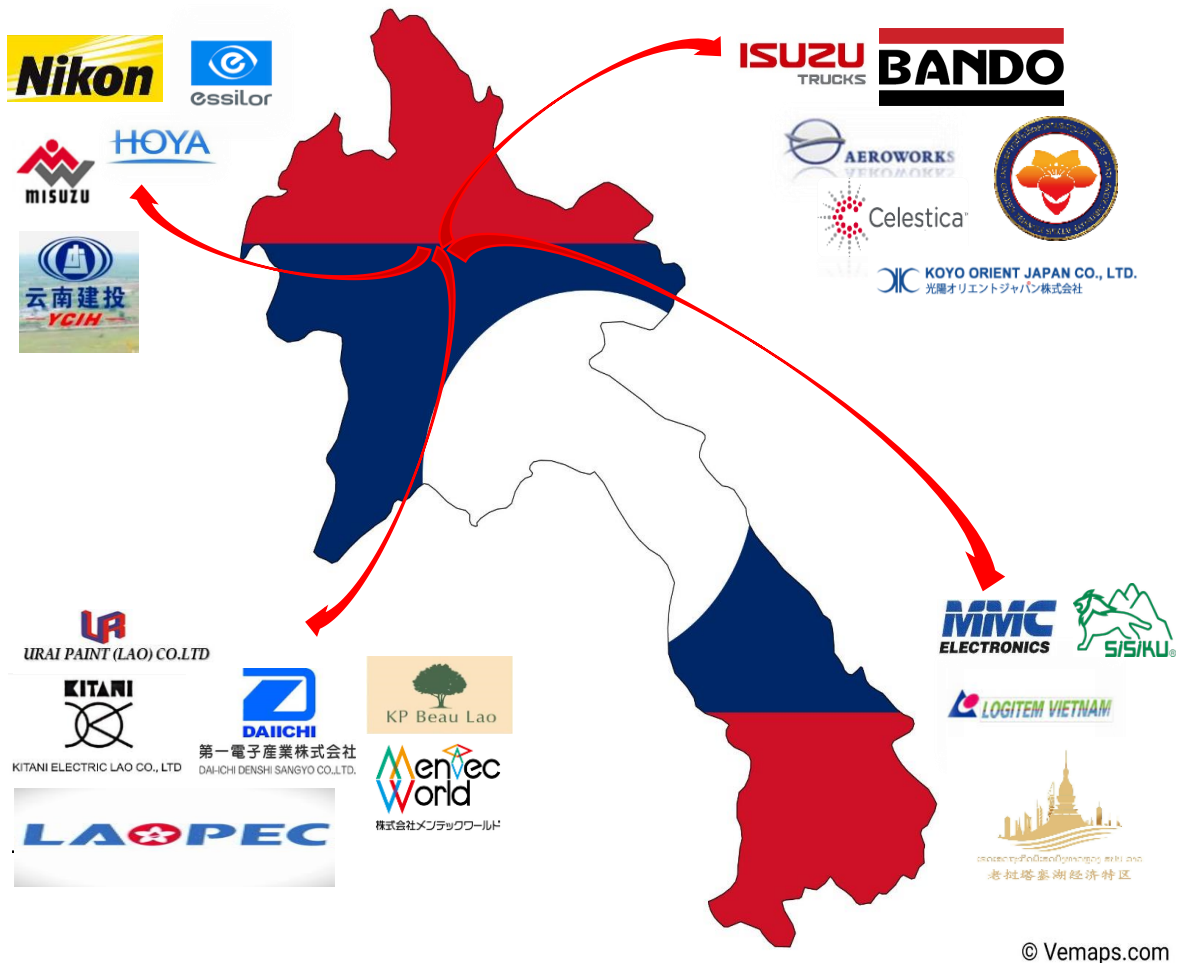 Nikon
essilor
HOYA
MISUZU
云南建投
YCIH
ISUZU
TRUCKS
BANDO
AEROWORKS
Celestica
KOYO ORIENT JAPAN CO., LTD.
光陽オリエントジャパン株式会社
UR
URAI PAINT (LAO) CO.LTD
KITANI
KITANI ELECTRIC LAO CO., LTD
DAIICHI
第一電子産業株式会社
DAI-ICHI DENSHI SANGYO CO.,LTD.
KP Beau Lao
Mentec
World
株式会社メンテックワールド
LAOPEC
MMC
ELECTRONICS
SiSiKU®
LOGITEM VIETNAM
老挝塔銮湖经济特区
© Vemaps.com